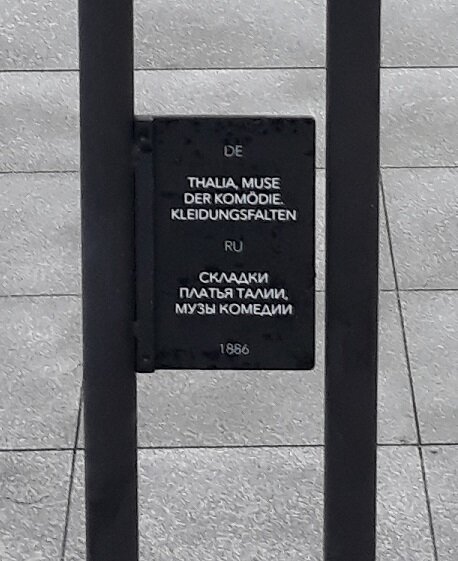 DE
THALIA, MUSE
DER KOMÖDIE.
KLEIDUNGSFALTEN
RU
СКЛАДКИ
ПЛАТЬЯ ТАЛИИ,
МУЗЫ КОМЕДИИ
1886